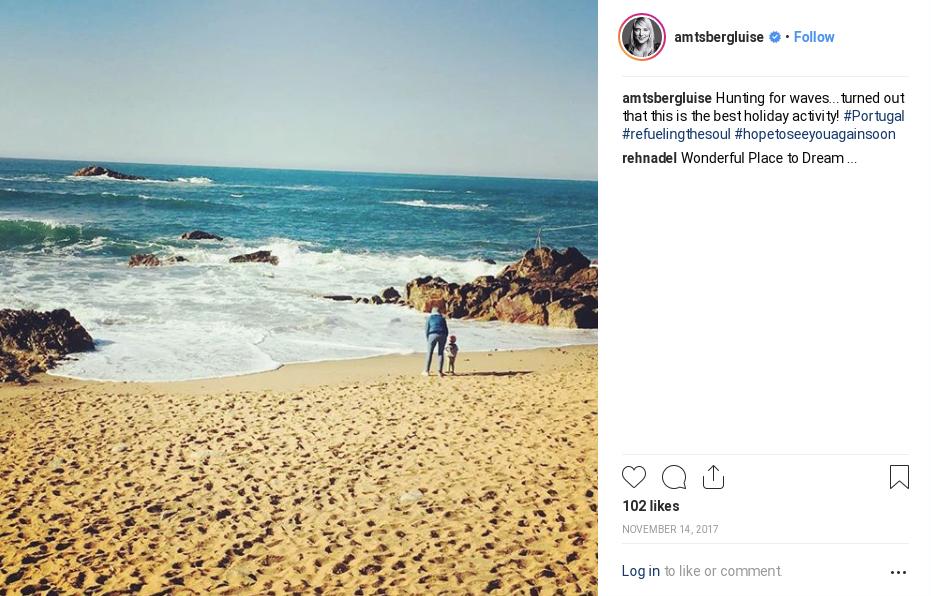 amtsbergluise • Follow
amtsbergluise Hunting for waves...turned out
that this is the best holiday activity! #Portugal
#refuelingthesoul #hopetoseeyouagainsoon
rehnadel Wonderful Place to Dream ...
102 likes
NOVEMBER 14, 2017
Log in to like or comment.